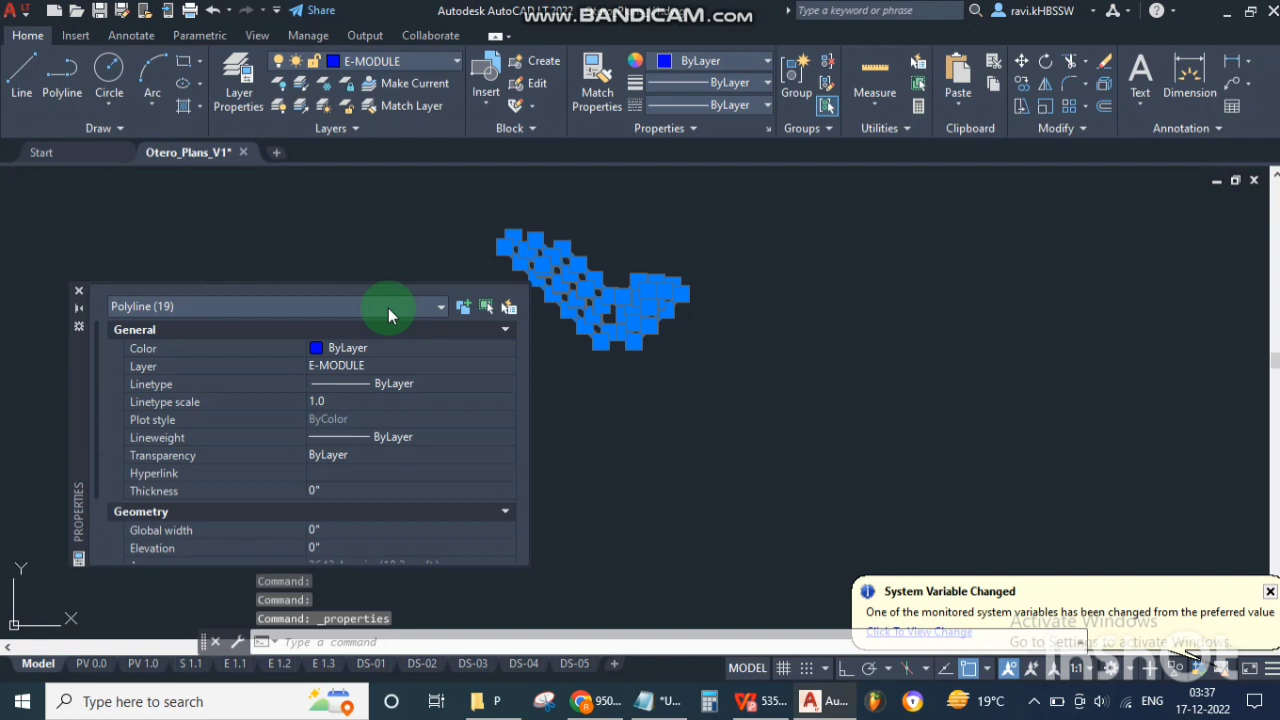 Share
Autodesk AutoCAD LT 2022
www.BANDICAM.com
Type a keyword or phrase
ravi.kHBSSW
Home
Insert
Annotate
Parametric
View
Manage
Output
Collaborate
Line
Polyline
Circle
Arc
Draw
Layer
Properties
E-MODULE
Make Current
Match Layer
Layers
Insert
Create
Edit
Block
Match
Properties
ByLayer
ByLayer
ByLayer
Properties
Group
Groups
Measure
Utilities
Paste
Clipboard
Modify
Text
Dimension
Annotation
Start
Otero_Plans_V1*
Polyline (19)
General
Color ByLayer
Layer E-MODULE
Linetype ByLayer
Linetype scale 1.0
Plot style ByColor
Lineweight ByLayer
Transparency ByLayer
Hyperlink
Thickness 0"
Geometry
Global width 0"
Elevation 0"
PROPERTIES
Y
X
Command:
Command:
Command: _properties
Type a command
System Variable Changed
One of the monitored system variables has been changed from the preferred value
Click To View Change
Activate Windows
Go to Settings to activate Windows.
InShOt
Model
PV 0.0
PV 1.0
S 1.1
E 1.1
E 1.2
E 1.3
DS-01
DS-02
DS-03
DS-04
DS-05
MODEL
1:1
Type here to search
P
950...
*U...
535...
Au...
19°C
ENG
03:37
17-12-2022